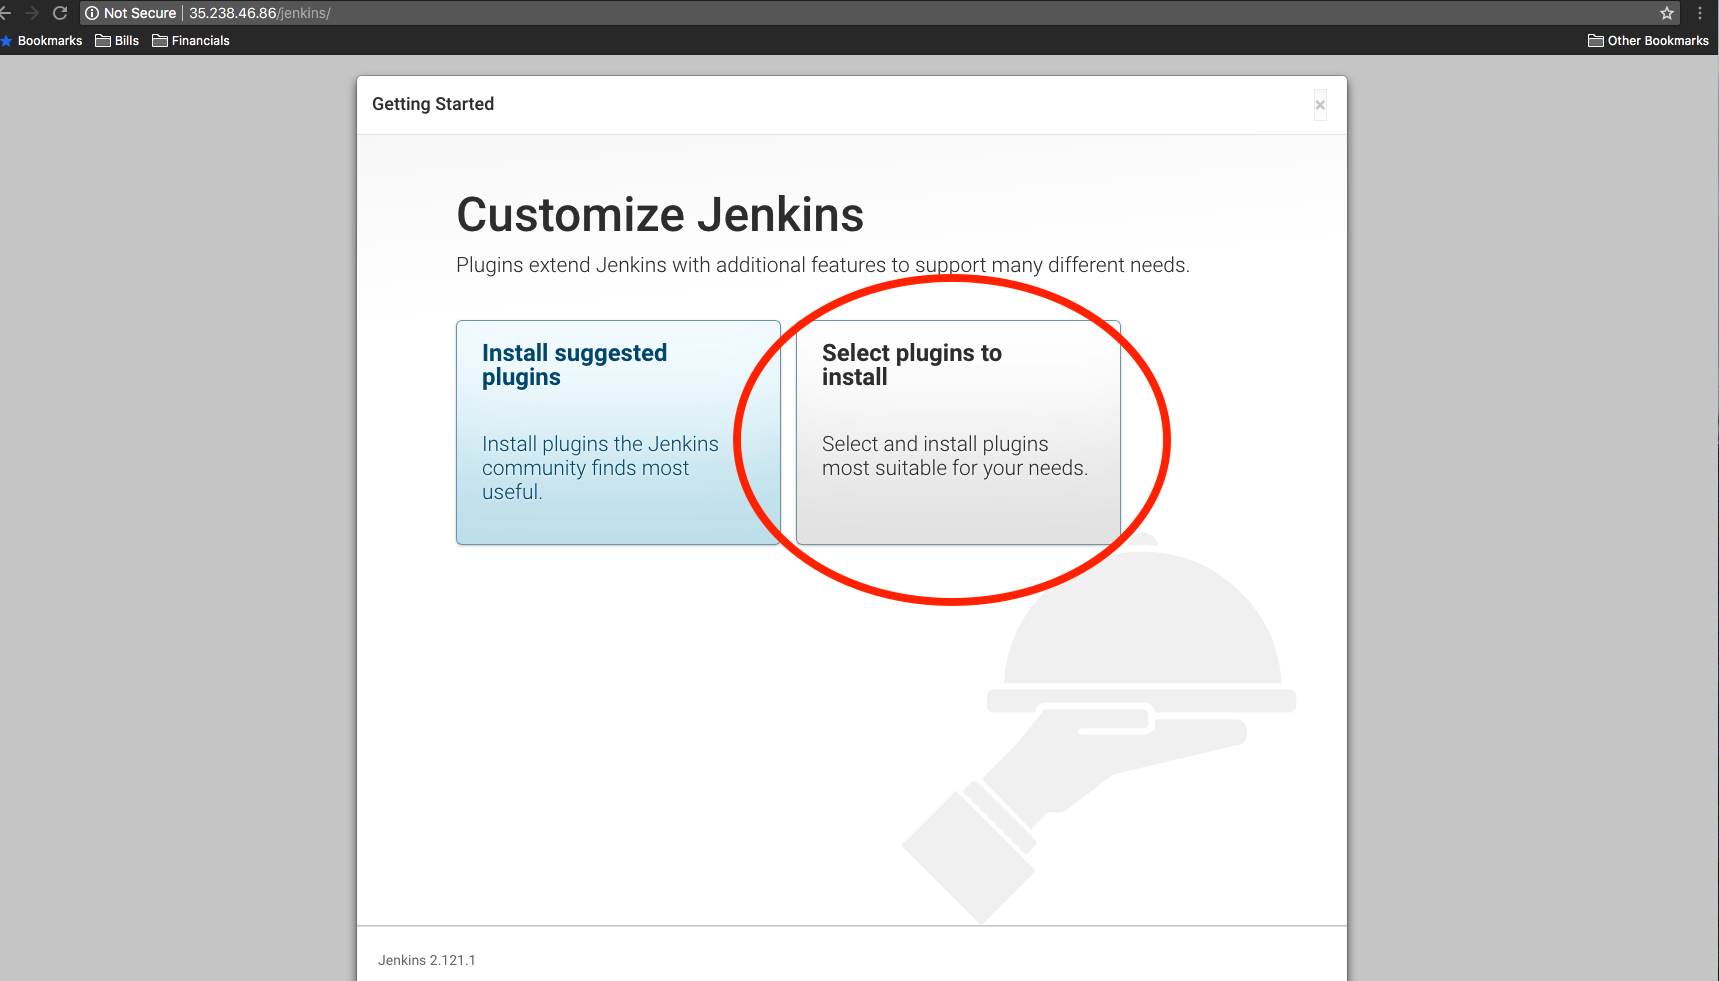 Not Secure 35.238.46.86/jenkins/
Bookmarks Bills Financials Other Bookmarks
Getting Started ×
Customize Jenkins
Plugins extend Jenkins with additional features to support many different needs.
Install suggested
plugins
Install plugins the Jenkins
community finds most
useful.
Select plugins to
install
Select and install plugins
most suitable for your needs.
Jenkins 2.121.1